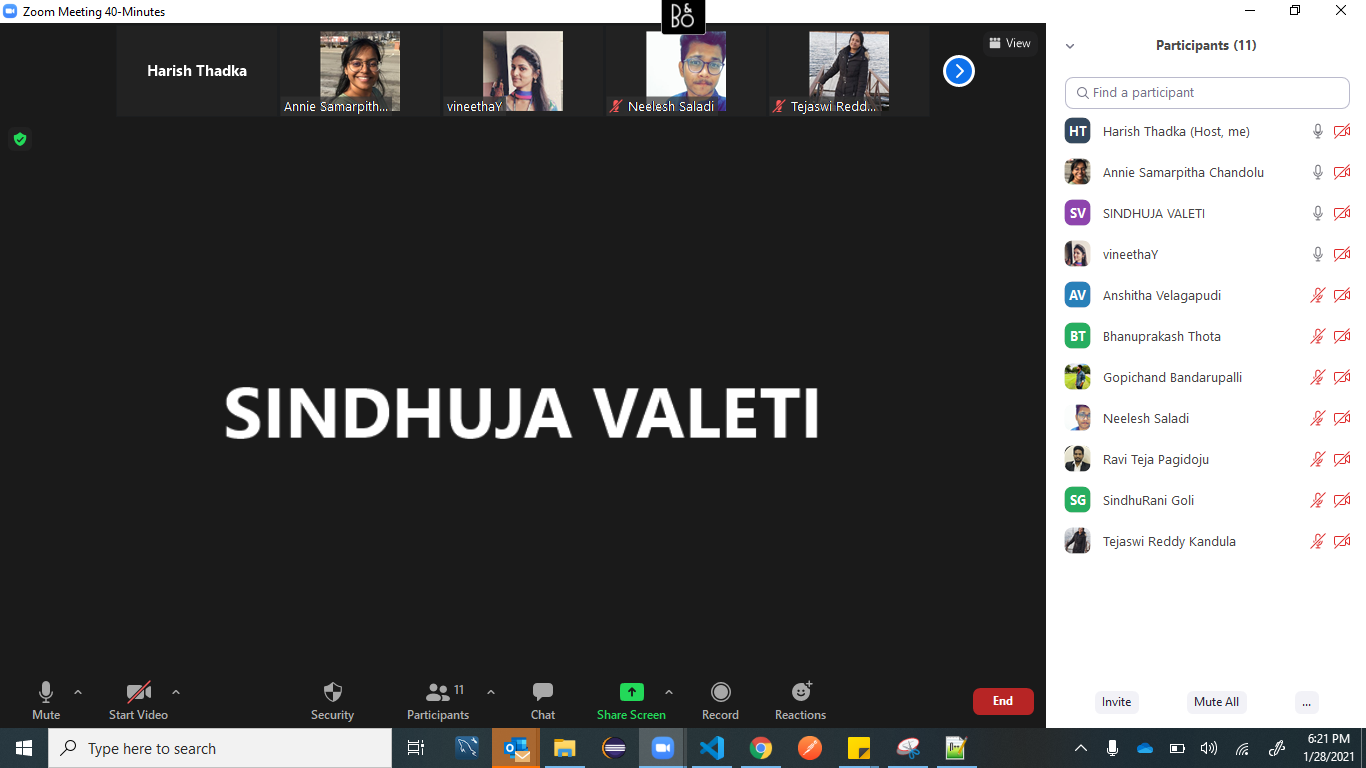 Zoom Meeting 40-Minutes
B&O
Harish Thadka
Annie Samarpith...
vineethaY
Neelesh Saladi
Tejaswi Redd...
View
SINDHUJA VALETI
Participants (11)
Find a participant
HT Harish Thadka (Host, me)
Annie Samarpitha Chandolu
SV SINDHUJA VALETI
vineethaY
AV Anshitha Velagapudi
BT Bhanuprakash Thota
Gopichand Bandarupalli
Neelesh Saladi
Ravi Teja Pagidoju
SG SindhuRani Goli
Tejaswi Reddy Kandula
Invite
Mute All
...
Mute
Start Video
Security
Participants 11
Chat
Share Screen
Record
Reactions
End
Type here to search
6:21 PM
1/28/2021